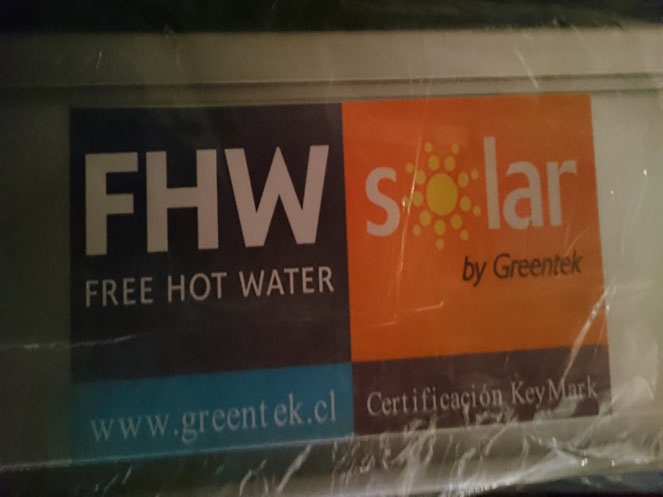 FHW
FREE HOT WATER
solar
by Greentek
www.greentek.cl
Certificación KeyMark